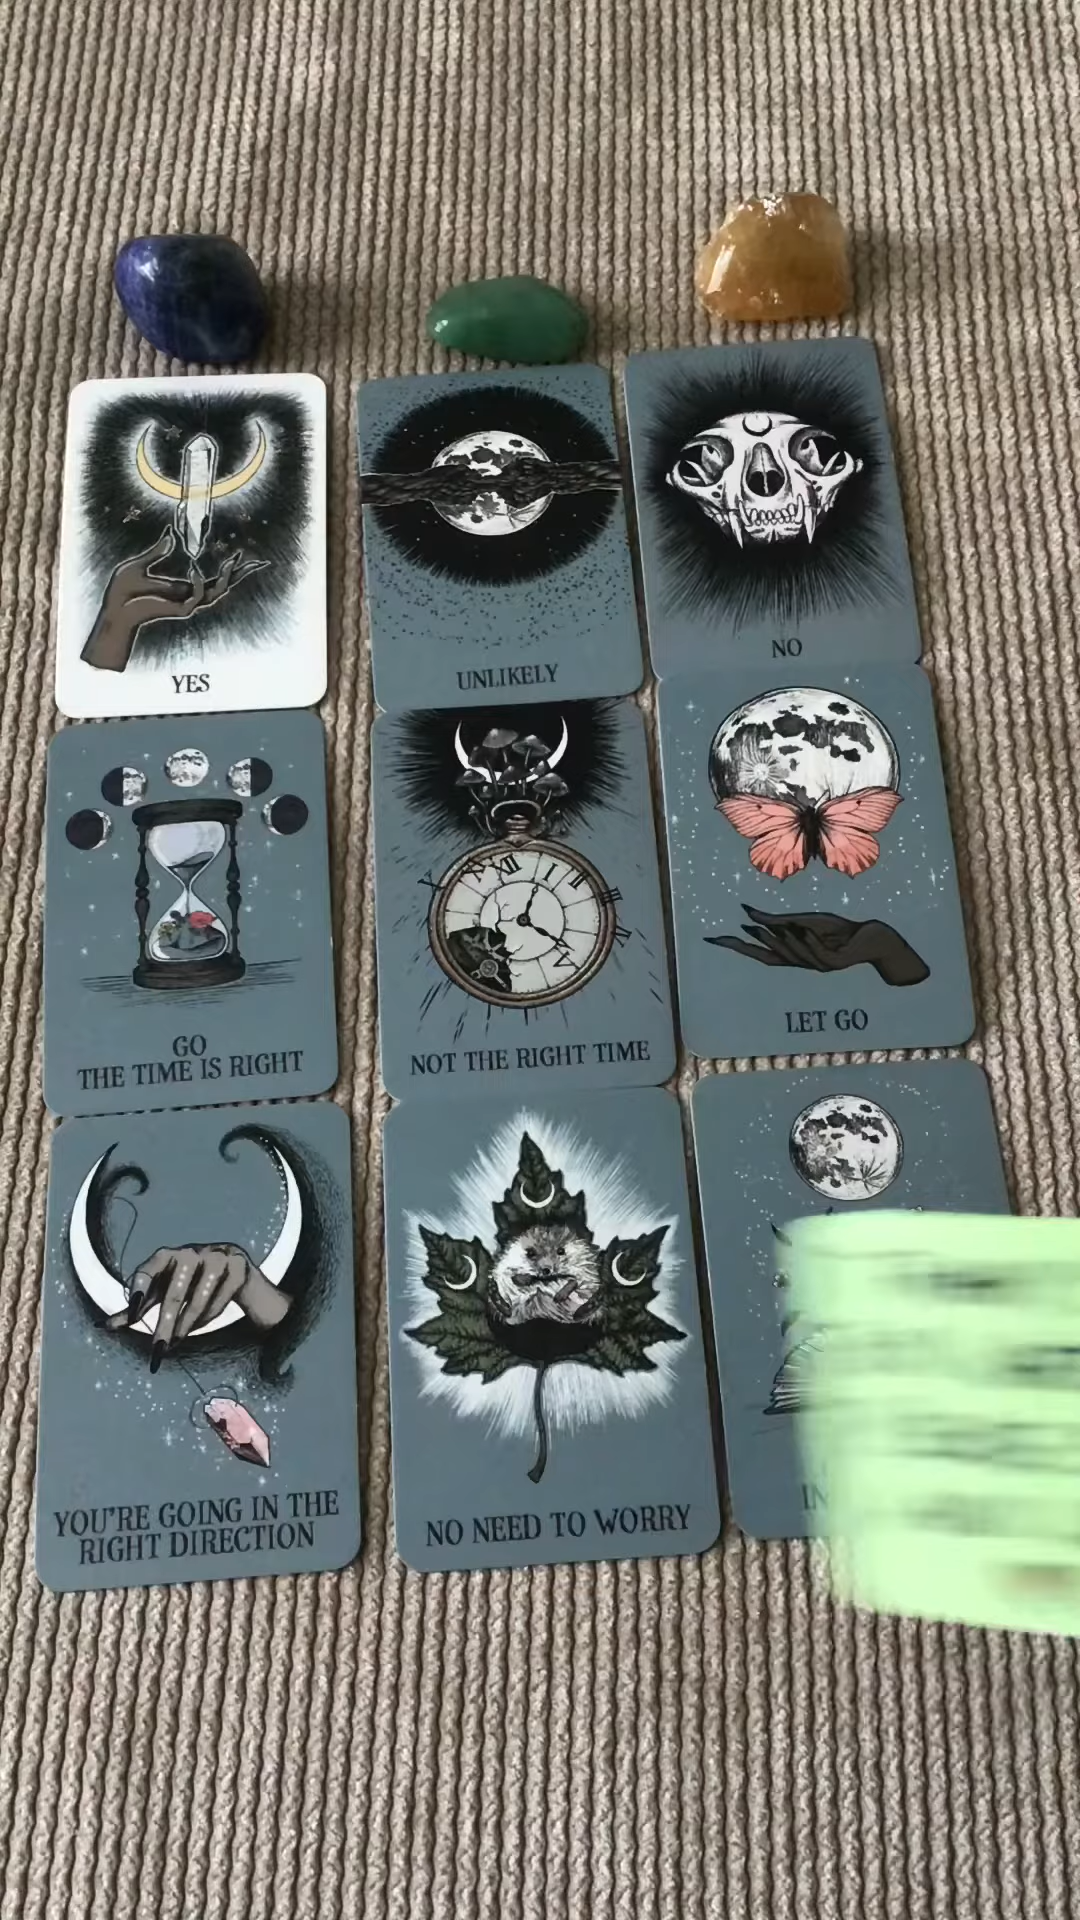 YES
UNLIKELY
NO
GO
THE TIME IS RIGHT
NOT THE RIGHT TIME
LET GO
YOU'RE GOING IN THE
RIGHT DIRECTION
NO NEED TO WORRY